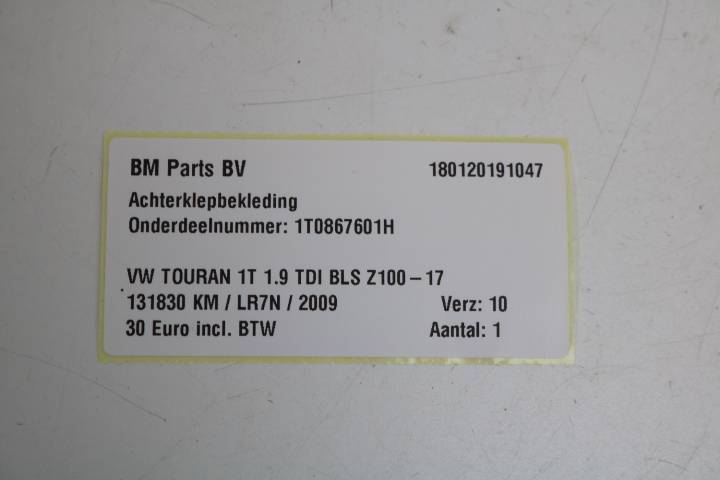 BM Parts BV 180120191047
Achterklepbekleding
Onderdeelnummer: 1T0867601H
VW TOURAN 1T 1.9 TDI BLS Z100-17
131830 KM / LR7N / 2009 Verz: 10
30 Euro incl. BTW Aantal: 1